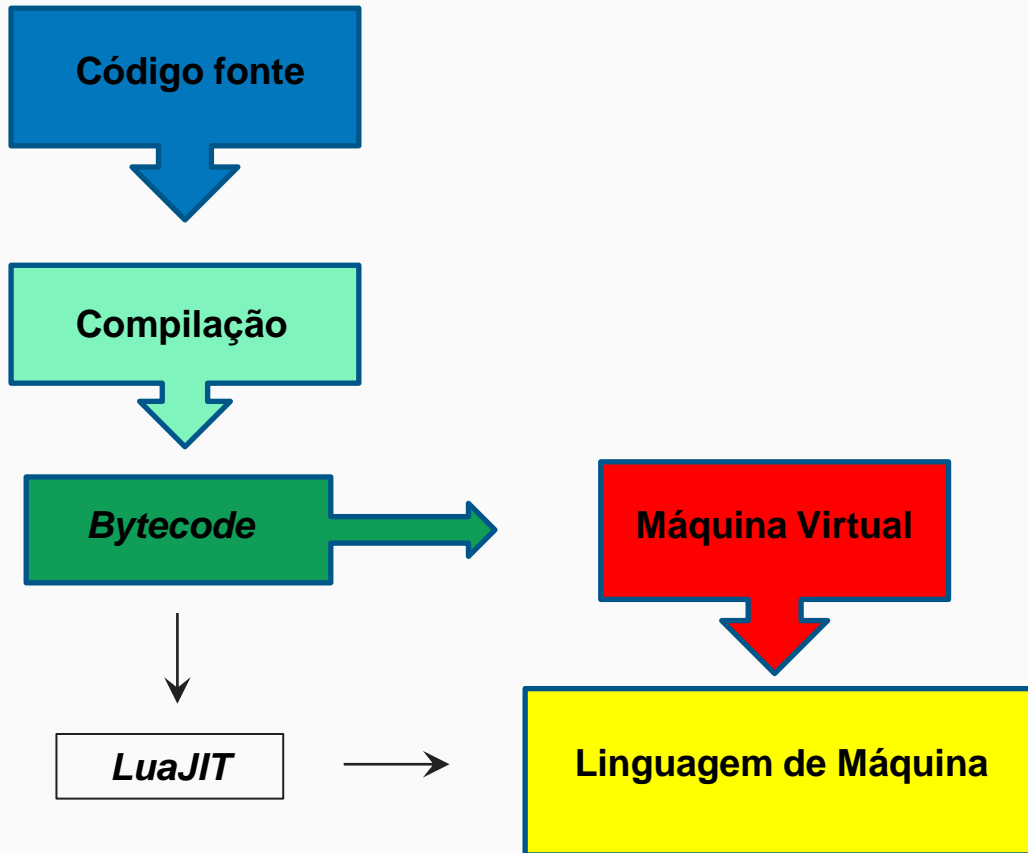 Código fonte
Compilação
Bytecode
Máquina Virtual
LuaJIT
Linguagem de Máquina